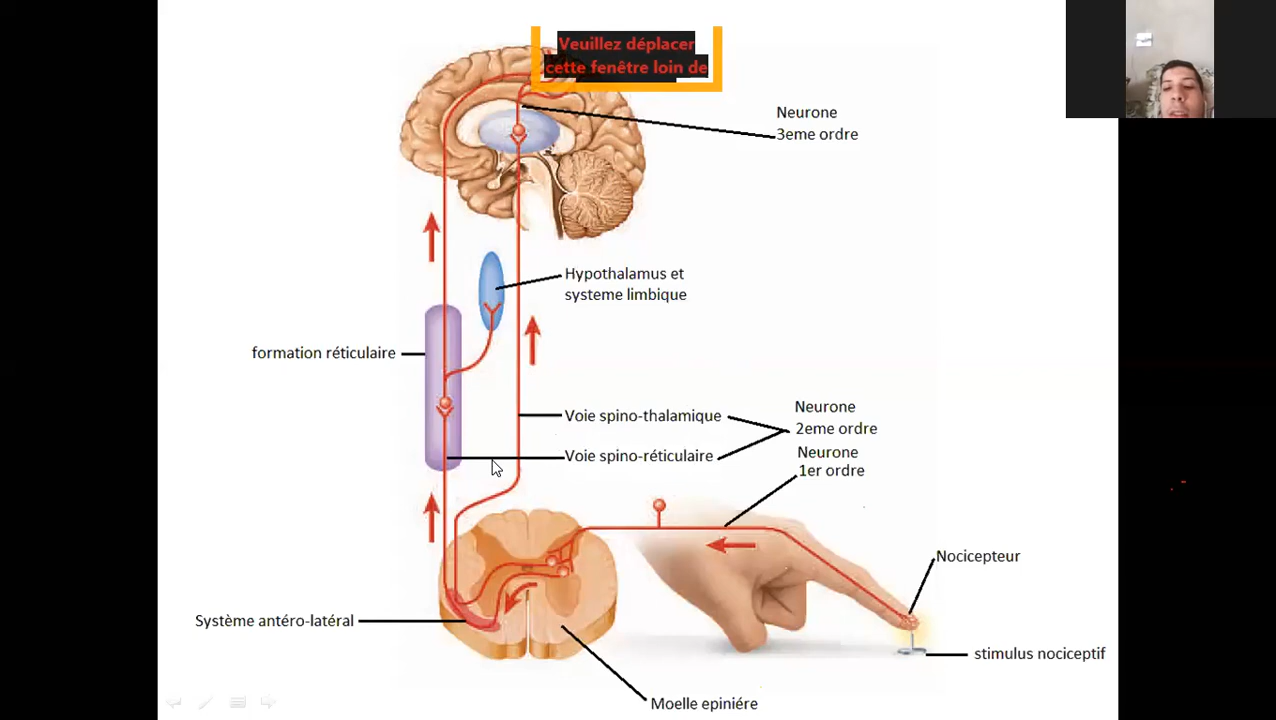 Veuillez déplacer
cette fenêtre loin de
Neurone
3eme ordre
Hypothalamus et
systeme limbique
formation réticulaire
Voie spino-thalamique
Neurone
2eme ordre
Voie spino-réticulaire
Neurone
1er ordre
Nocicepteur
Système antéro-latéral
stimulus nociceptif
Moelle epiniére